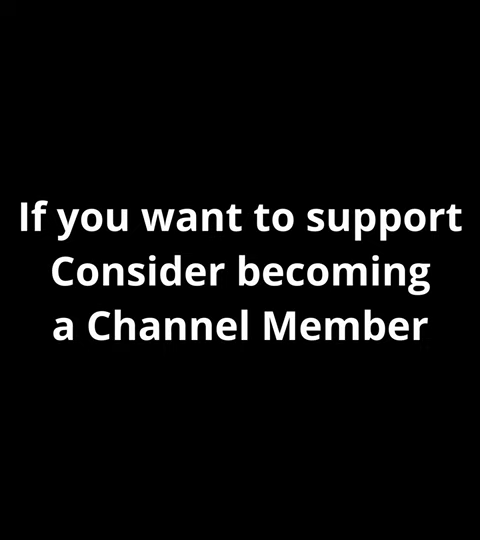 If you want to support
Consider becoming
a Channel Member